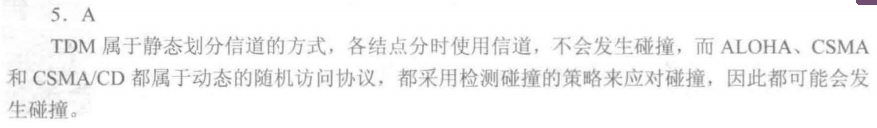 5. A
TDM 属于静态划分信道的方式，各结点分时使用信道，不会发生碰撞，而 ALOHA、CSMA
和 CSMA/CD 都属于动态的随机访问协议，都采用检测碰撞的策略来应对碰撞，因此都可能会发
生碰撞。